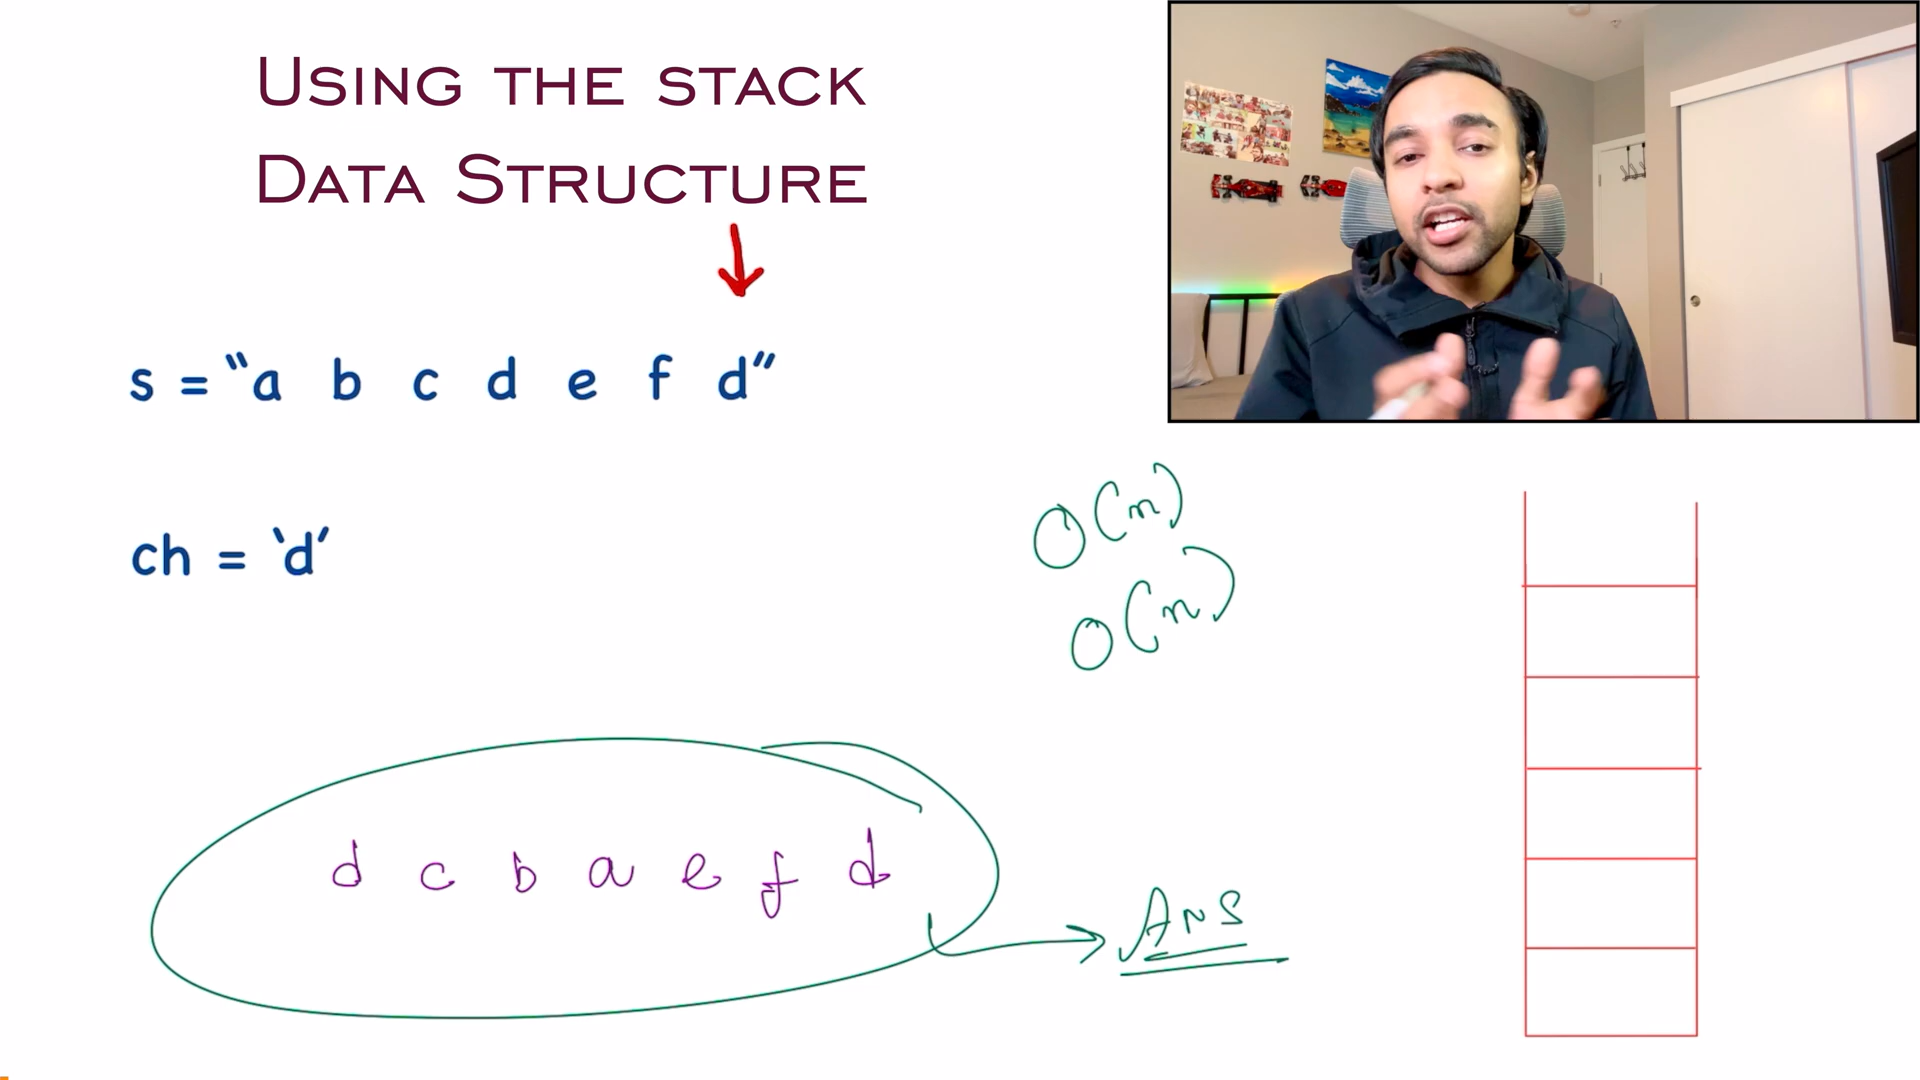 USING THE STACK
DATA STRUCTURE
s = "a b c d e f d"
ch = 'd'
O(n)
O(n)
d c b a e f d
Ans